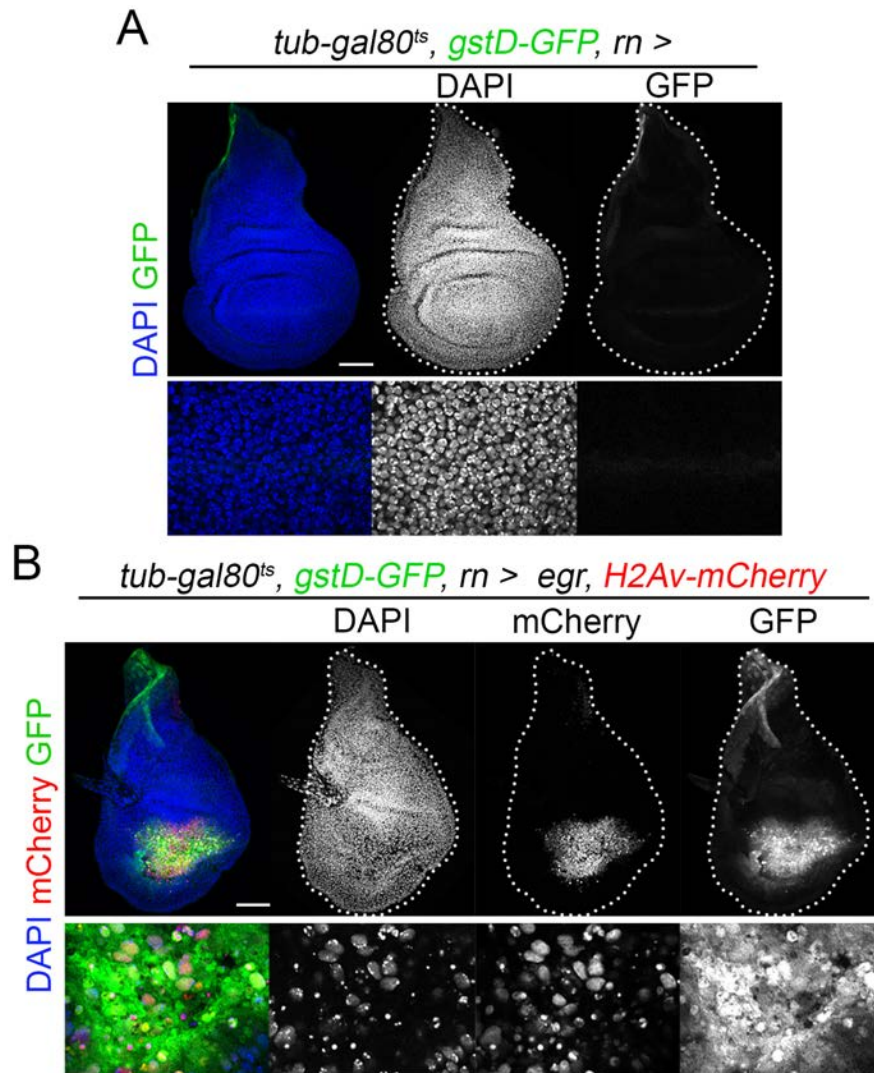 A
tub-gal80ts, gstD-GFP, rn >
DAPI GFP
DAPI GFP
B
tub-gal80ts, gstD-GFP, rn > egr, H2Av-mCherry
DAPI mCherry GFP
DAPI mCherry GFP